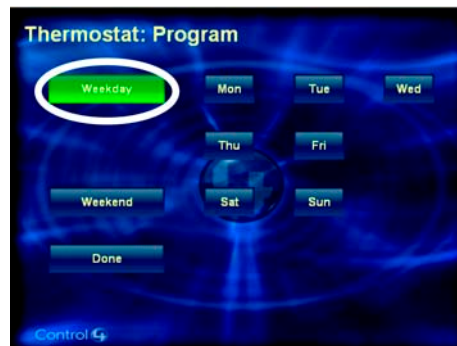 Thermostat: Program
Weekday Mon Tue Wed
Thu Fri
Weekend Sat Sun
Done
Control4